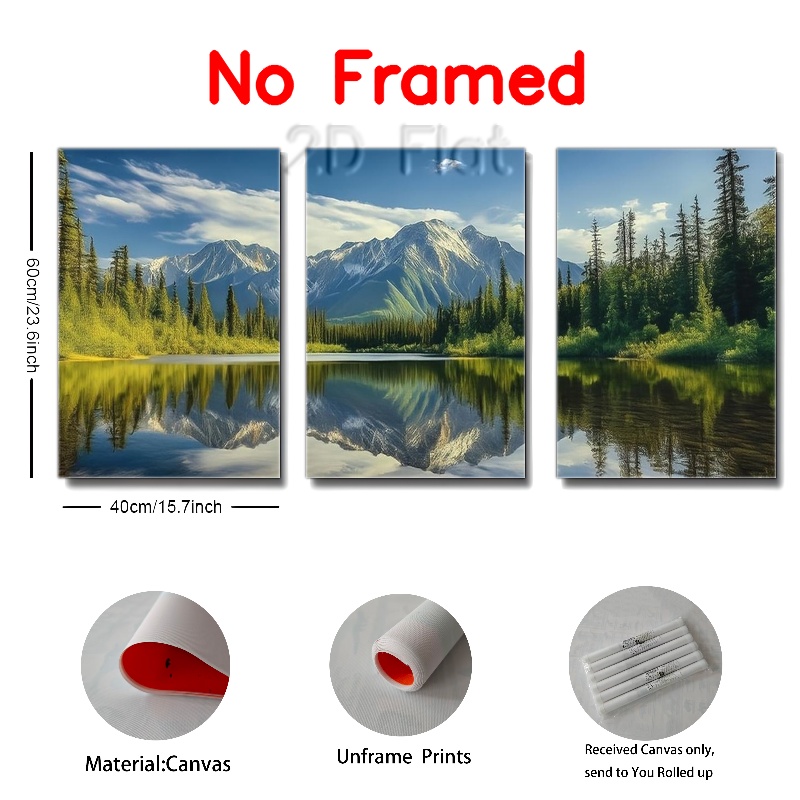 No Framed
2D Flat
60cm/23.6inch
40cm/15.7inch
Material:Canvas
Unframe Prints
Received Canvas only,
send to You Rolled up